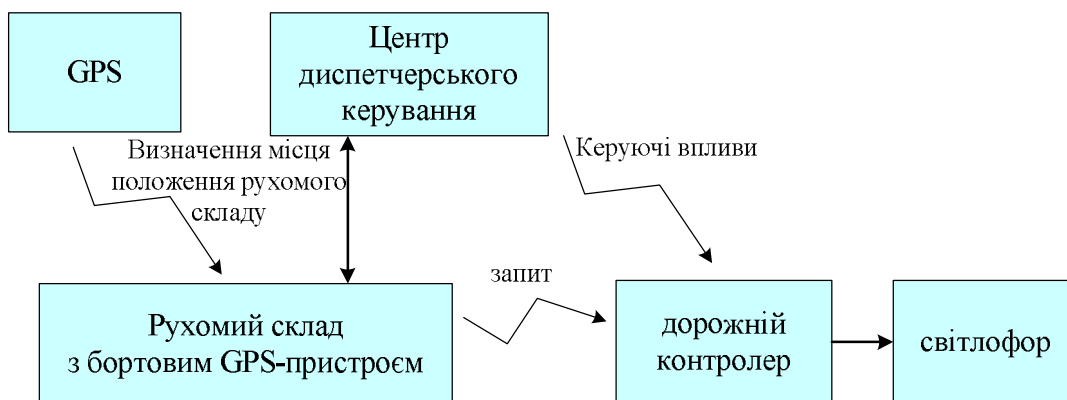 GPS
Центр
диспетчерського
керування
Визначення місця
положення рухомого
складу
Керуючі впливи
запит
Рухомий склад
з бортовим GPS-пристроєм
дорожній
контролер
світлофор